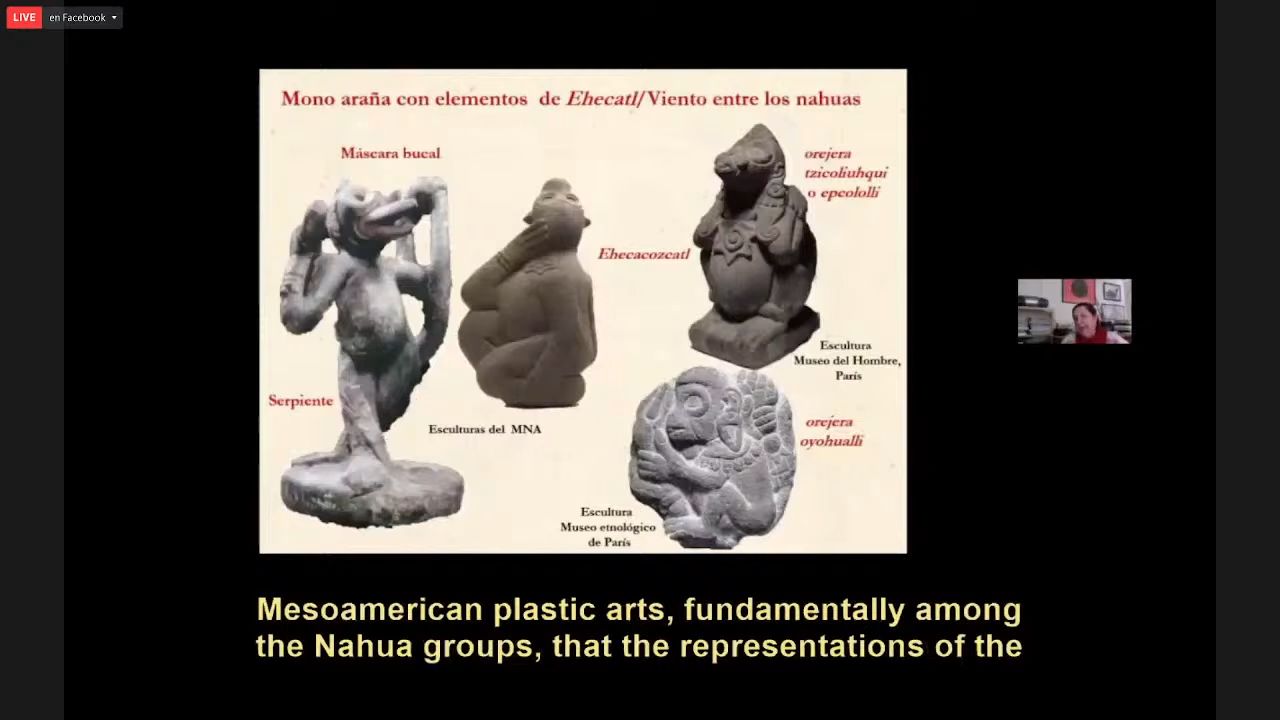 LIVE en Facebook
Mono araña con elementos de Ehecatl/Viento entre los nahuas
Máscara bucal
orejera
tzicoliuhqui
o epcololli
Ehecacozcatl
Escultura
Museo del Hombre,
París
Serpiente
Esculturas del MNA
orejera
oyohualli
Escultura
Museo etnológico
de París
Mesoamerican plastic arts, fundamentally among
the Nahua groups, that the representations of the